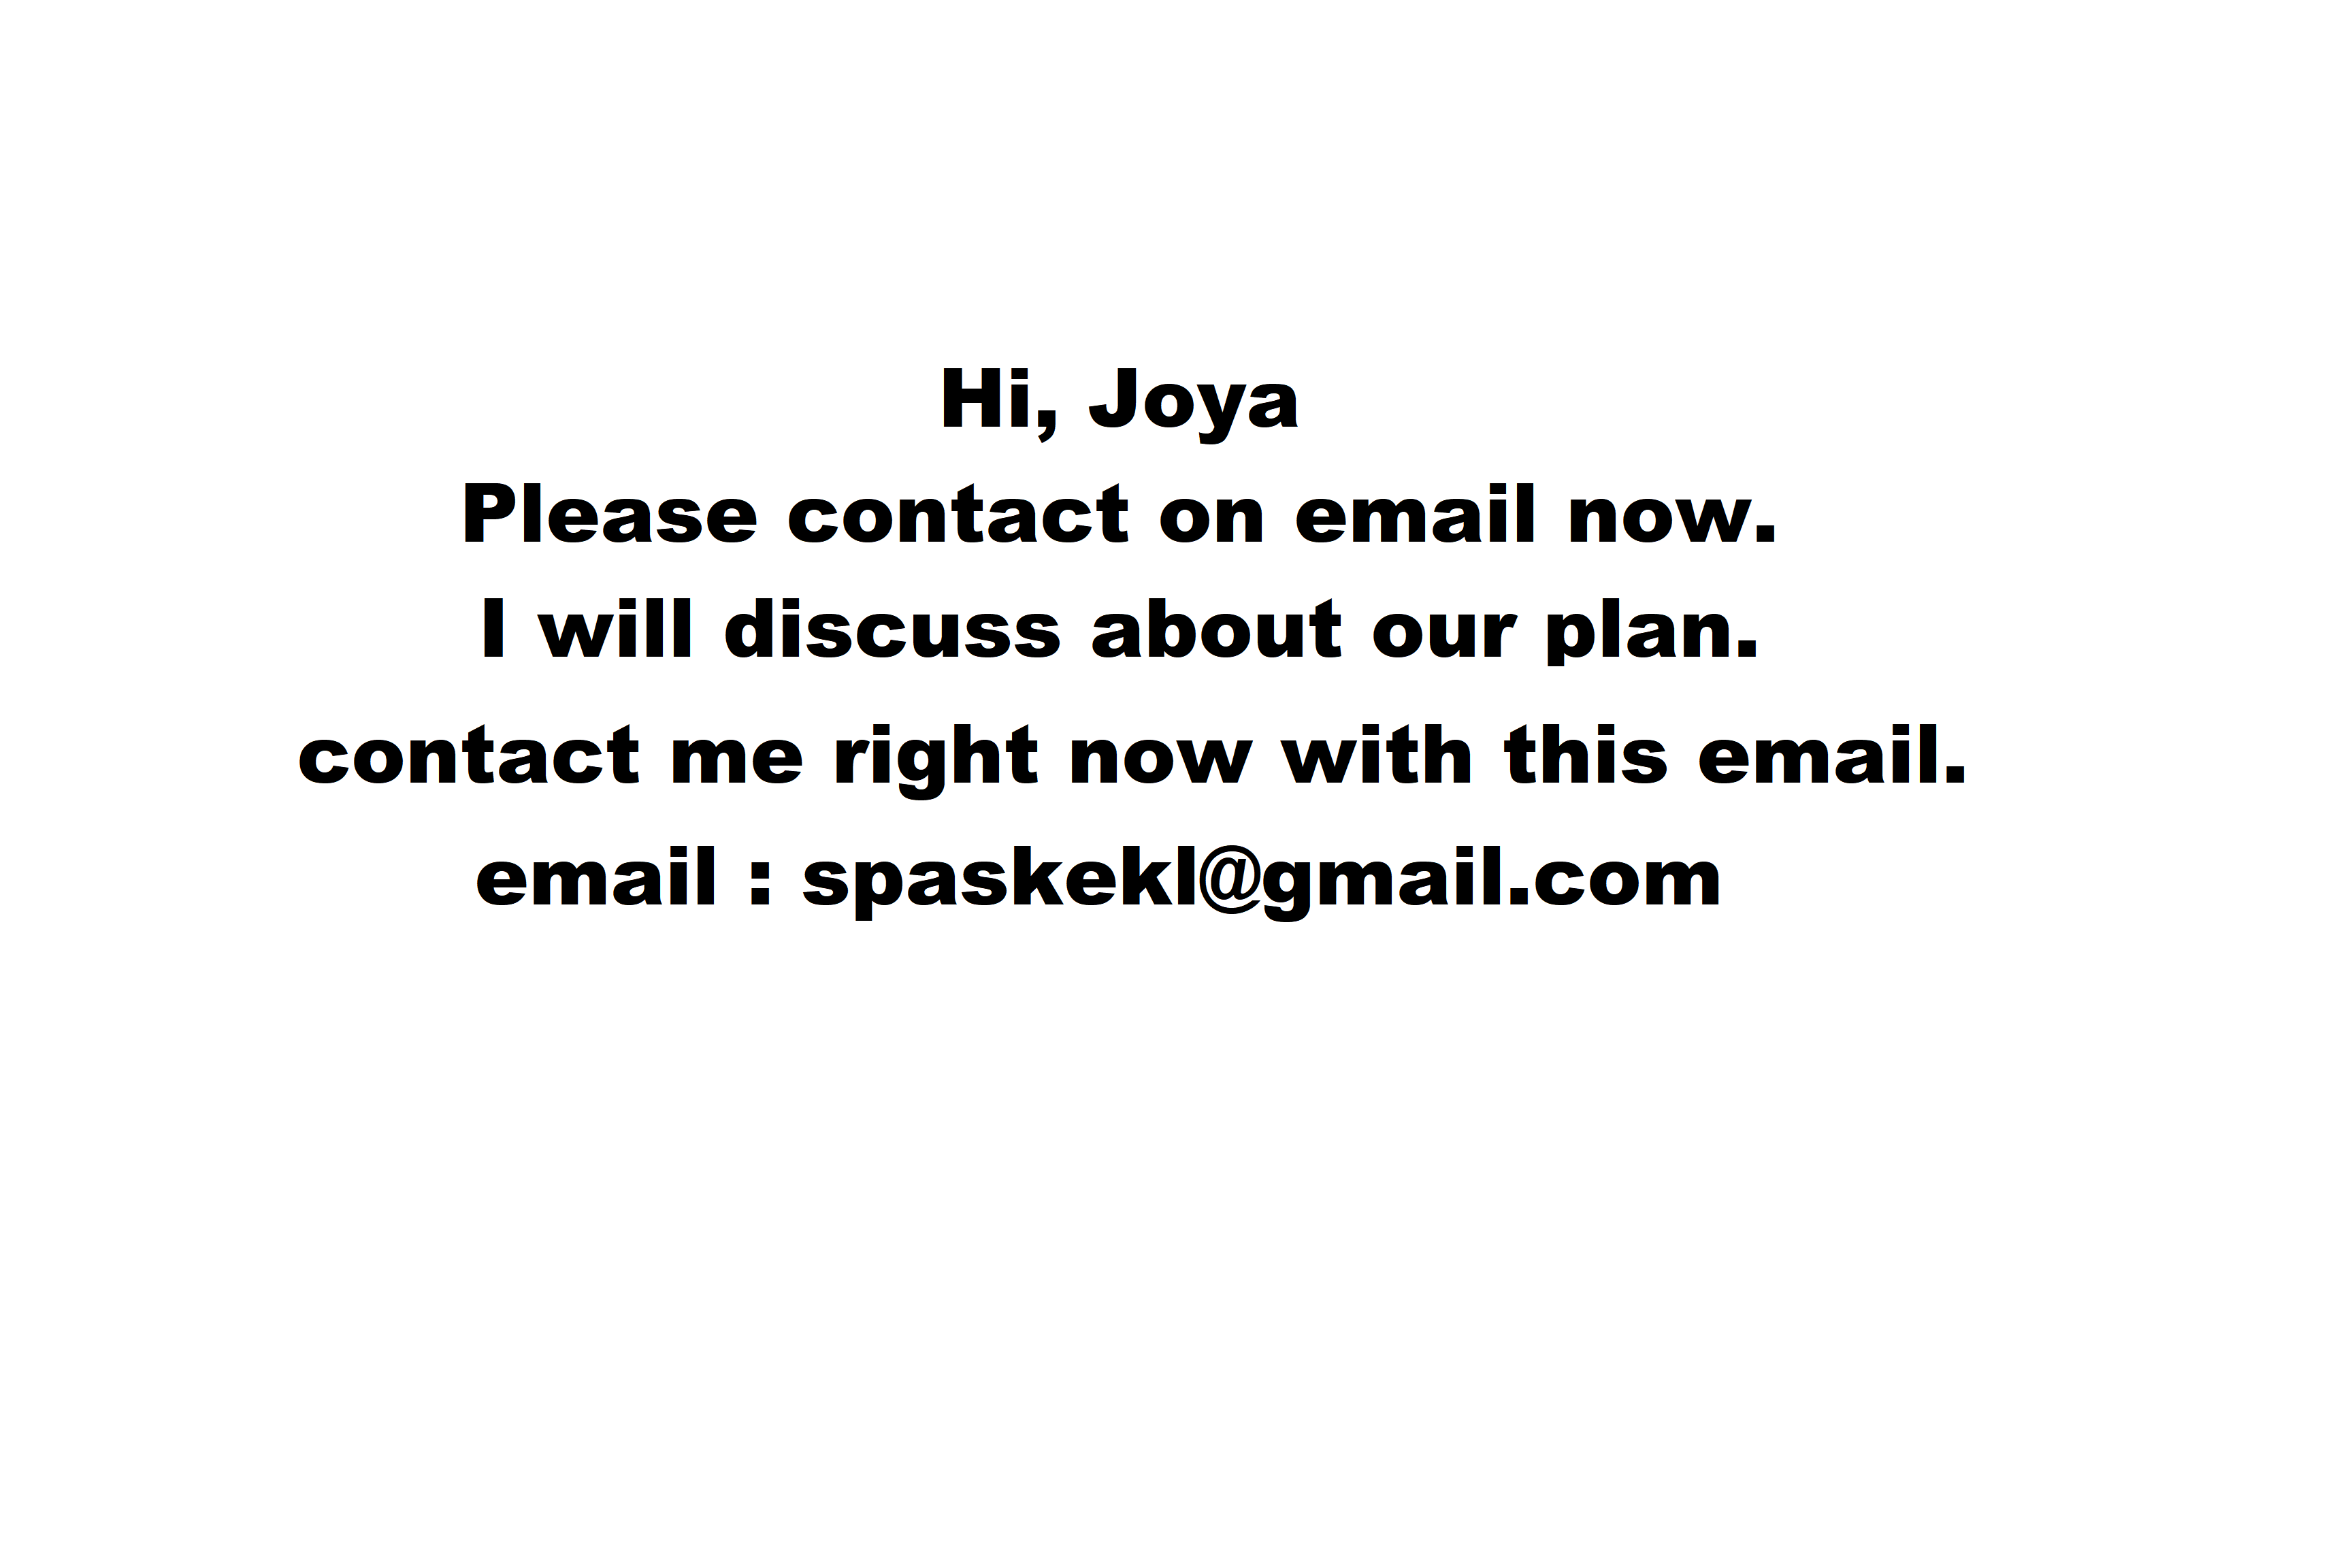 Hi, Joya
Please contact on email now.
I will discuss about our plan.
contact me right now with this email.
email : spaskekl@gmail.com